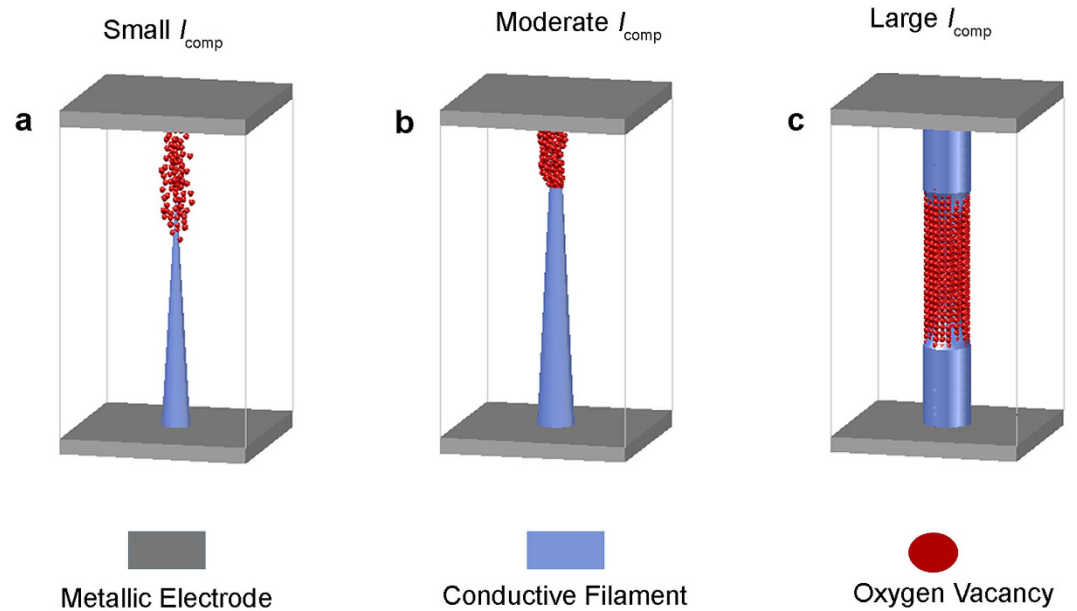 Small Icomp
Moderate Icomp
Large Icomp
a
b
c
Metallic Electrode
Conductive Filament
Oxygen Vacancy